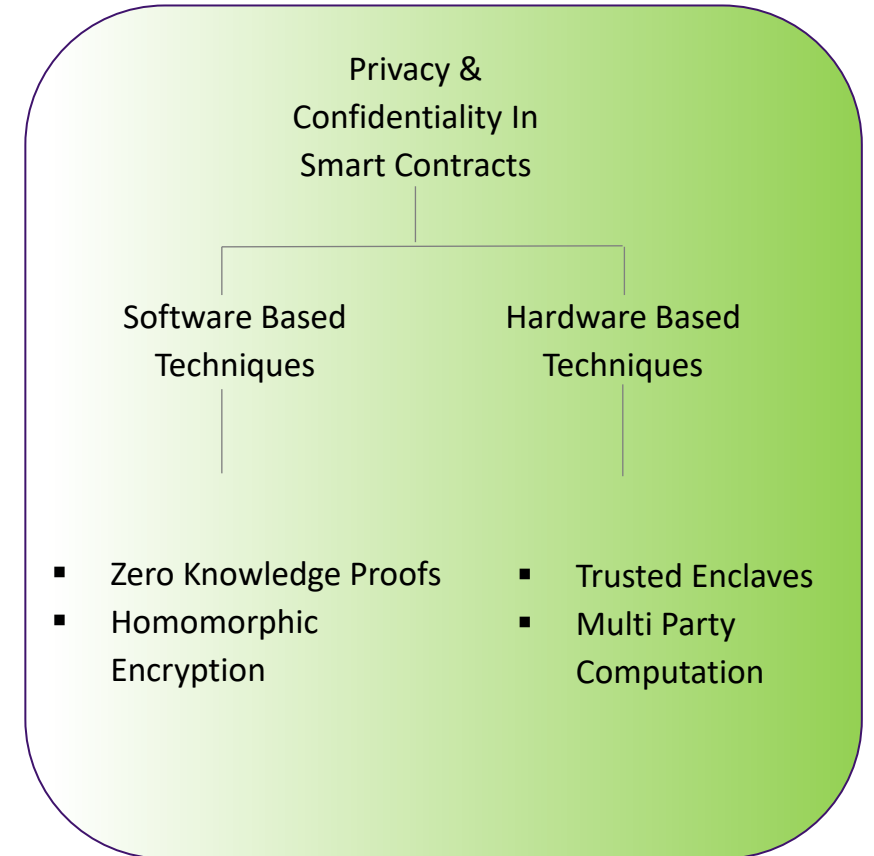 Privacy &
Confidentiality In
Smart Contracts
Software Based
Techniques
Hardware Based
Techniques
▪ Zero Knowledge Proofs
▪ Homomorphic
Encryption
▪ Trusted Enclaves
▪ Multi Party
Computation